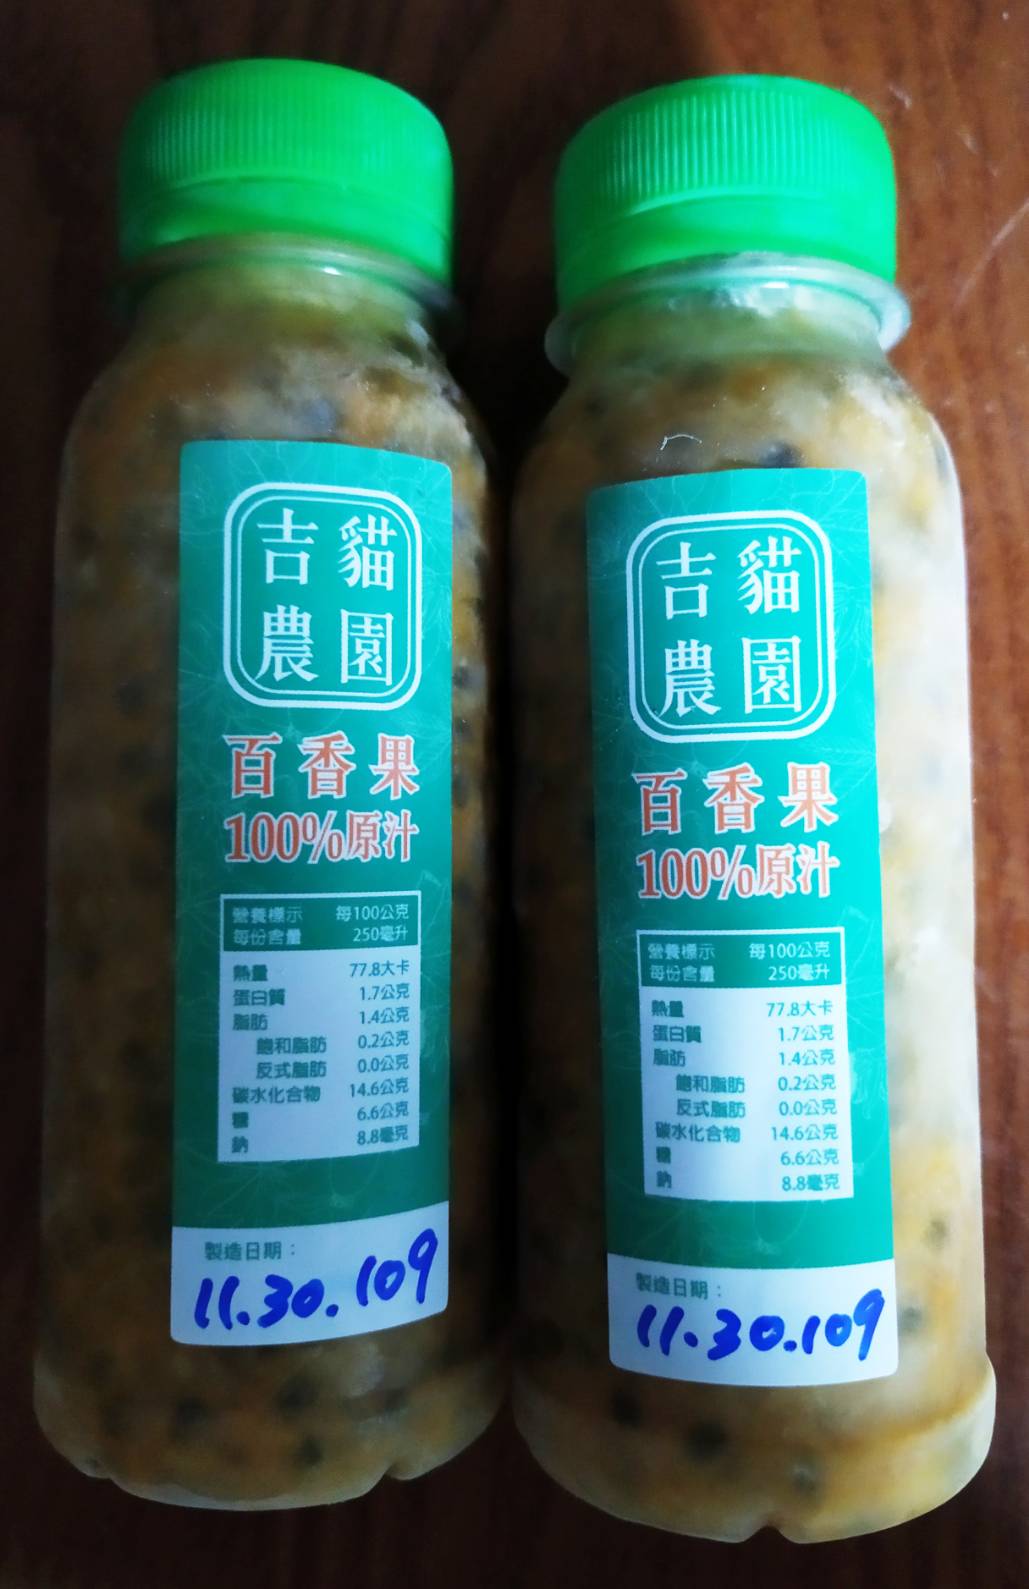 吉貓
農園
百香果
100%原汁
營養標示 每100公克
每份含量 250毫升
熱量 77.8大卡
蛋白質 1.7公克
脂肪 1.4公克
飽和脂肪 0.2公克
反式脂肪 0.0公克
碳水化合物 14.6公克
糖 6.6公克
鈉 8.8毫克
製造日期：
11.30.109
吉貓
農園
百香果
100%原汁
營養標示 每100公克
每份含量 250毫升
熱量 77.8大卡
蛋白質 1.7公克
脂肪 1.4公克
飽和脂肪 0.2公克
反式脂肪 0.0公克
碳水化合物 14.6公克
糖 6.6公克
鈉 8.8毫克
製造日期：
11.30.109